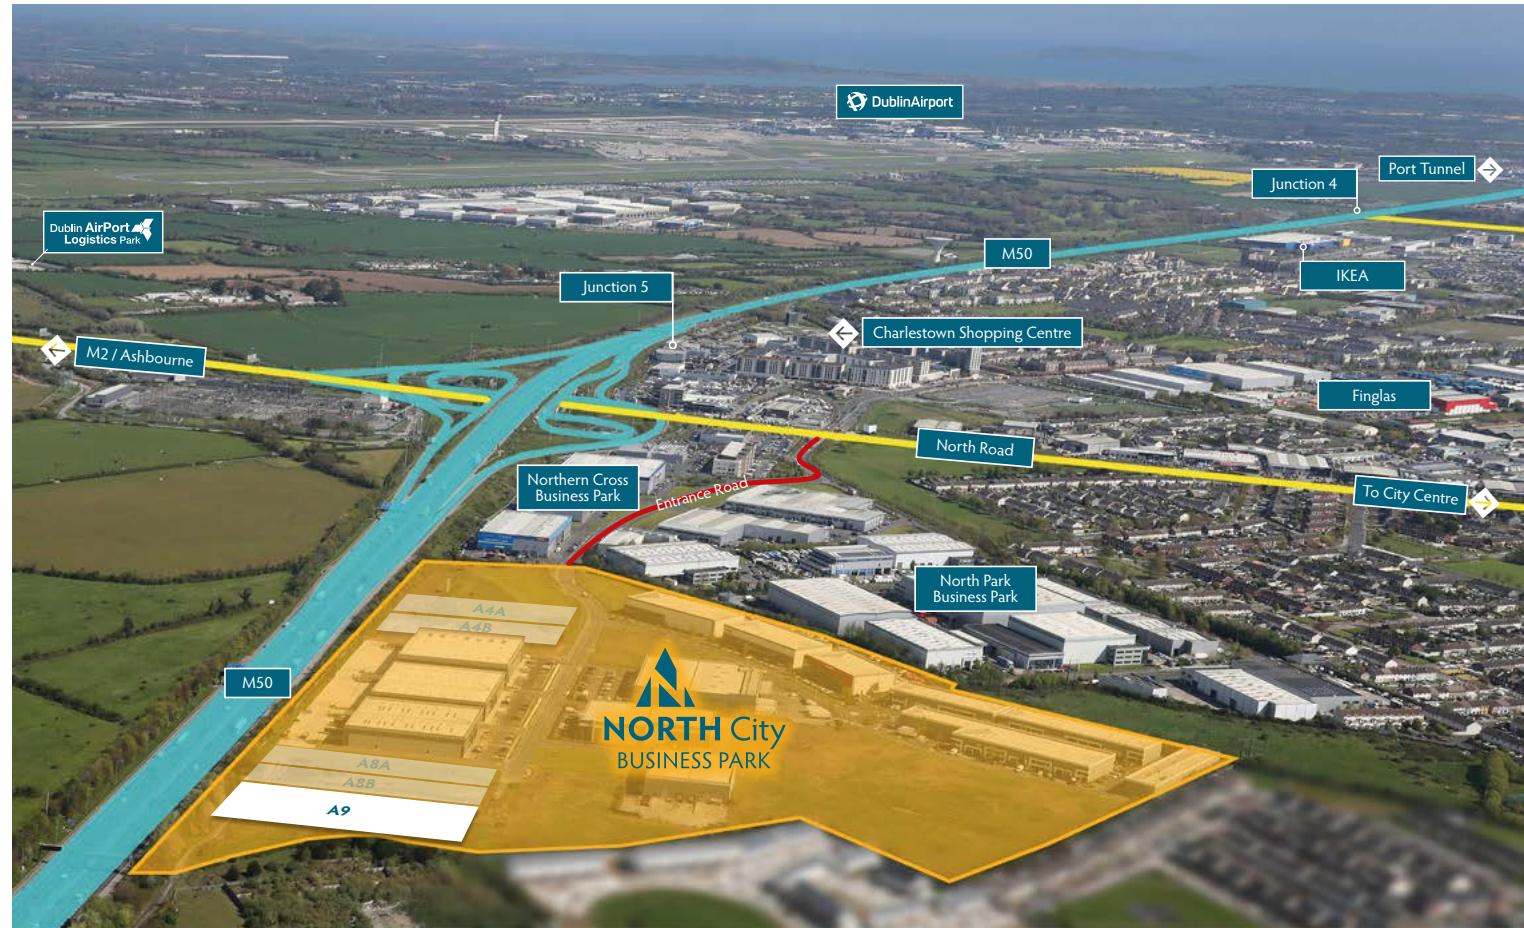 DublinAirport
Port Tunnel
Junction 4
Dublin AirPort
Logistics Park
M50
IKEA
Junction 5
Charlestown Shopping Centre
M2 / Ashbourne
Finglas
North Road
Northern Cross
Business Park
Entrance Road
To City Centre
North Park
Business Park
A4A
A4B
M50
NORTH City
BUSINESS PARK
A8A
A8B
A9